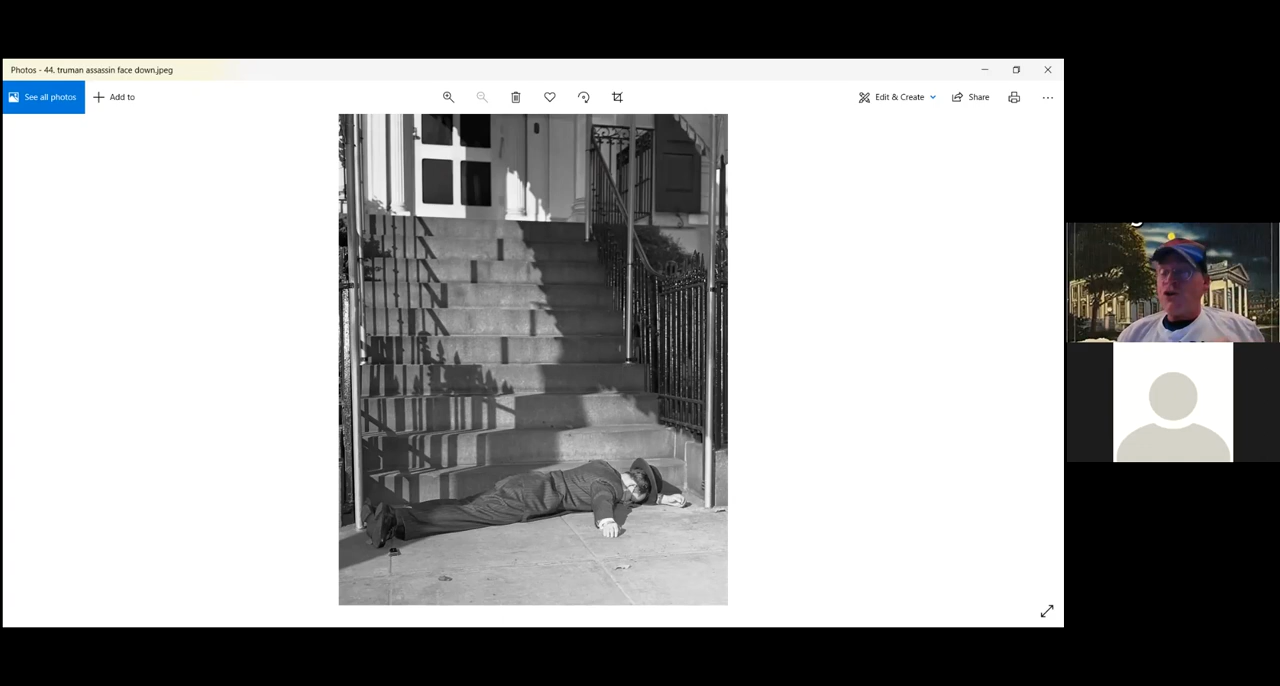 Photos - 44. truman assassin face down.jpeg
See all photos
Add to
Edit & Create
Share